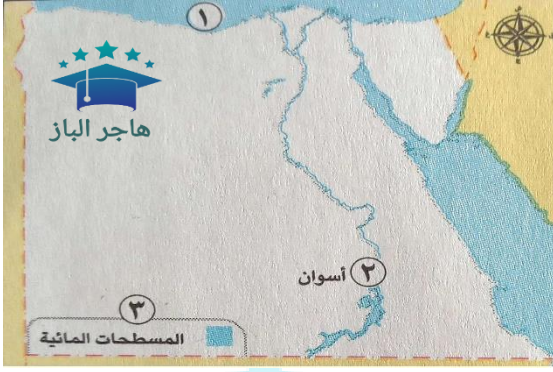 ١
هاجر الباز
٢ أسوان
٣
المسطحات المائية